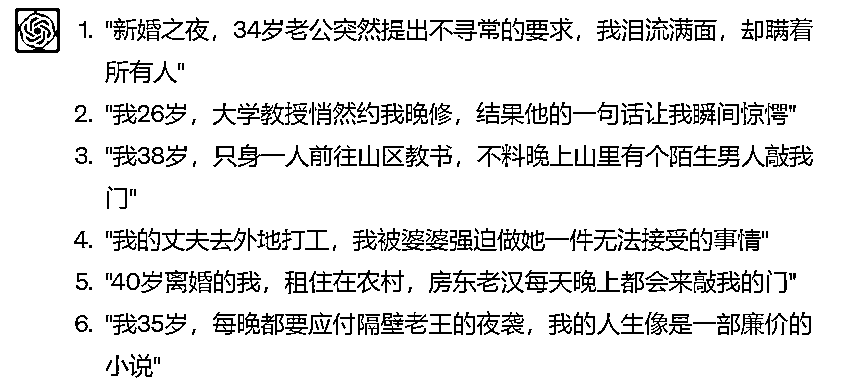 1. "新婚之夜，34岁老公突然提出不寻常的要求，我泪流满面，却瞒着
所有人"
2. "我26岁，大学教授悄然约我晚修，结果他的一句话让我瞬间惊愕"
3. "我38岁，只身一人前往山区教书，不料晚上山里有个陌生男人敲我
门"
4. "我的丈夫去外地打工，我被婆婆强迫做她一件无法接受的事情"
5. "40岁离婚的我，租住在农村，房东老汉每天晚上都会来敲我的门"
6. "我35岁，每晚都要应付隔壁老王的夜袭，我的人生像是一部廉价的
小说"